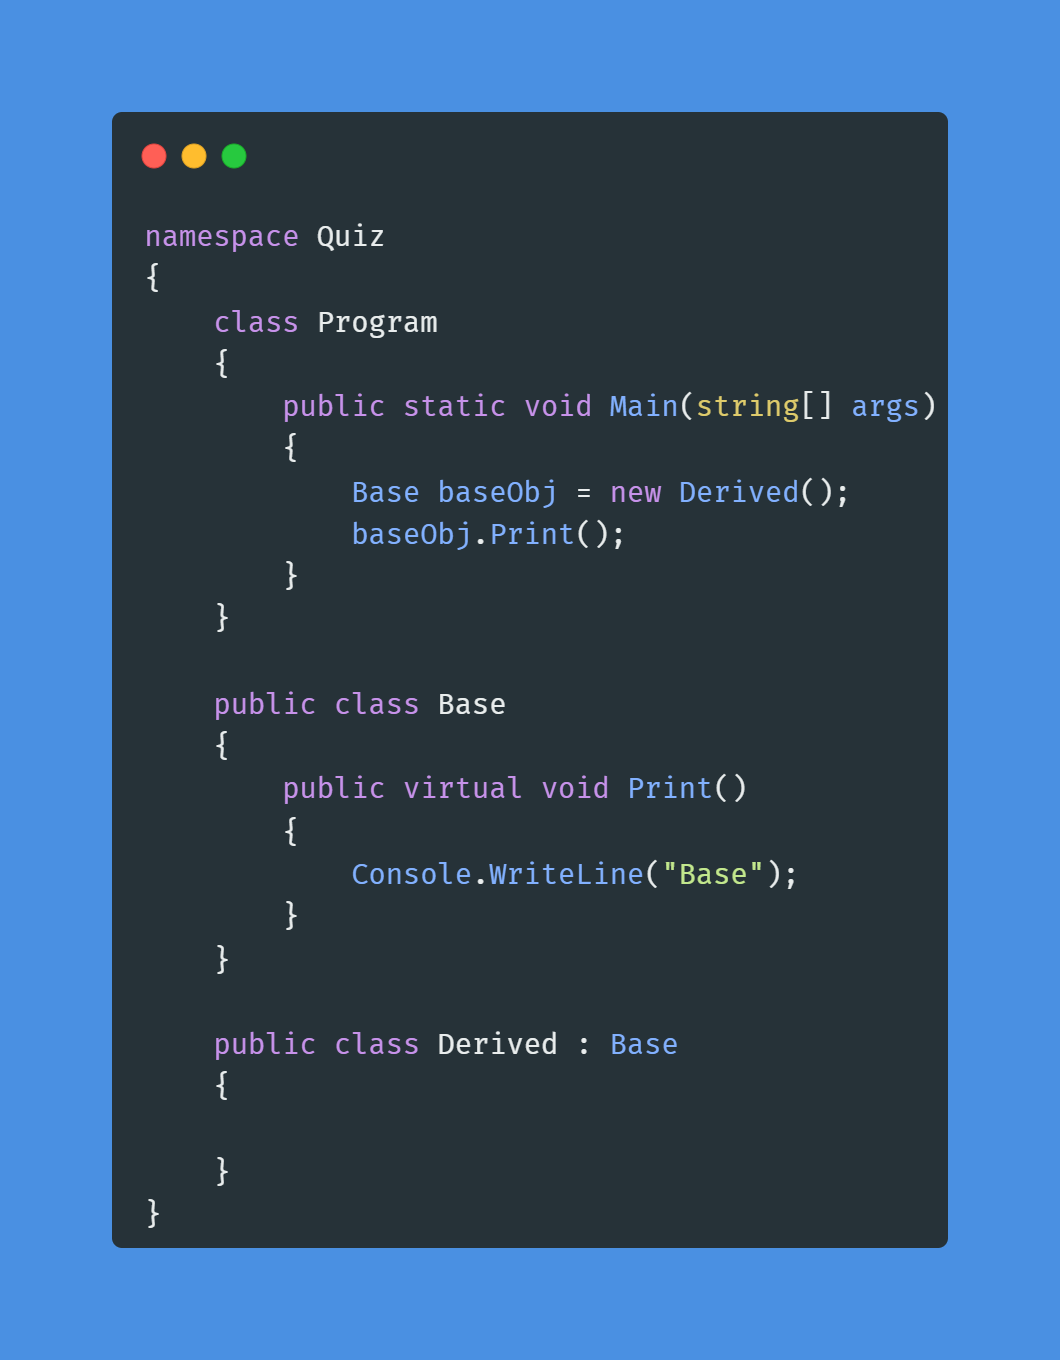 namespace Quiz
{
    class Program
    {
        public static void Main(string[] args)
        {
            Base baseObj = new Derived();
            baseObj.Print();
        }
    }

    public class Base
    {
        public virtual void Print()
        {
            Console.WriteLine("Base");
        }
    }

    public class Derived : Base
    {

    }
}